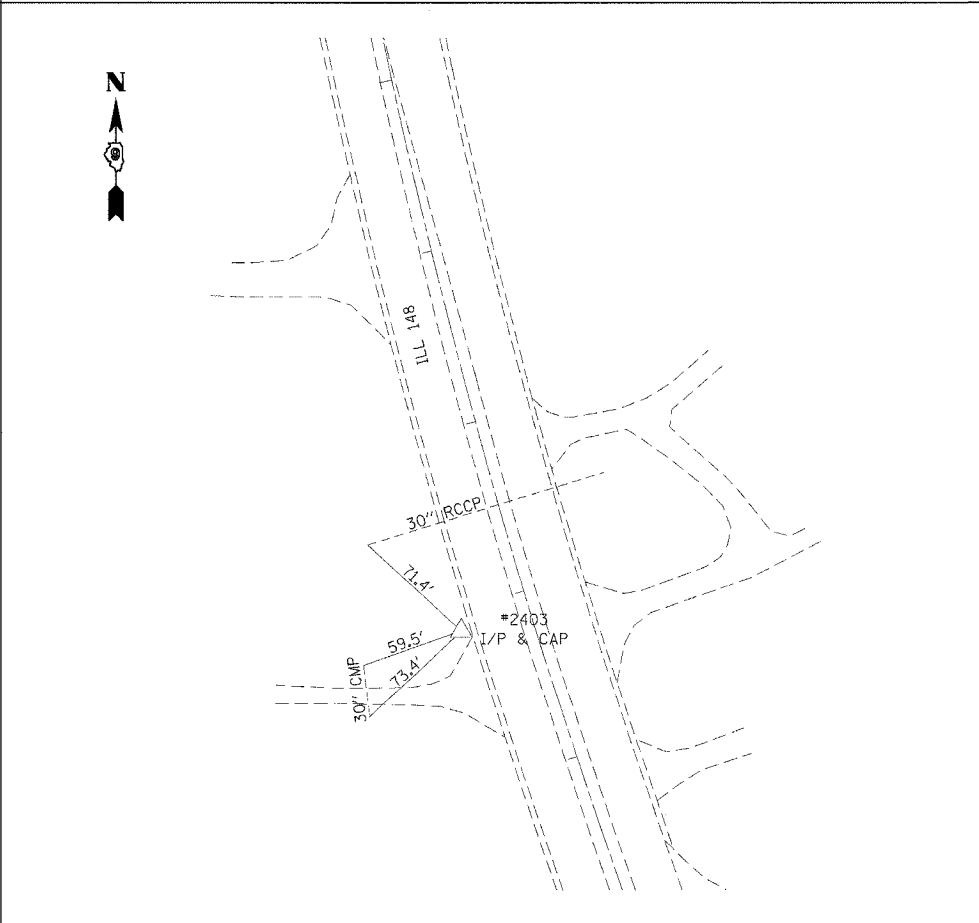 N
ILL 148
30" RCCP
71.4'
#2403
I/P & CAP
59.5'
73.4'
30" CMP